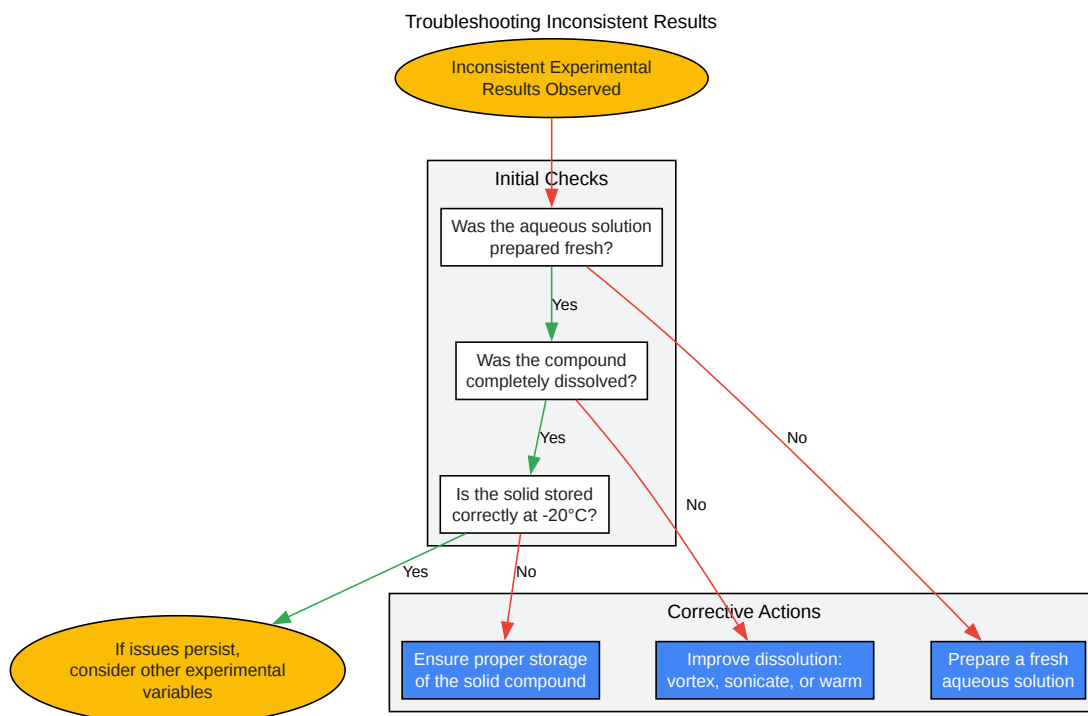 Troubleshooting Inconsistent Results
Inconsistent Experimental
Results Observed
Initial Checks
Was the aqueous solution
prepared fresh?
Yes
Was the compound
completely dissolved?
No
Yes
Is the solid stored
correctly at -20°C?
No
Yes
No
Corrective Actions
If issues persist,
consider other experimental
variables
Ensure proper storage
of the solid compound
Improve dissolution:
vortex, sonicate, or warm
Prepare a fresh
aqueous solution